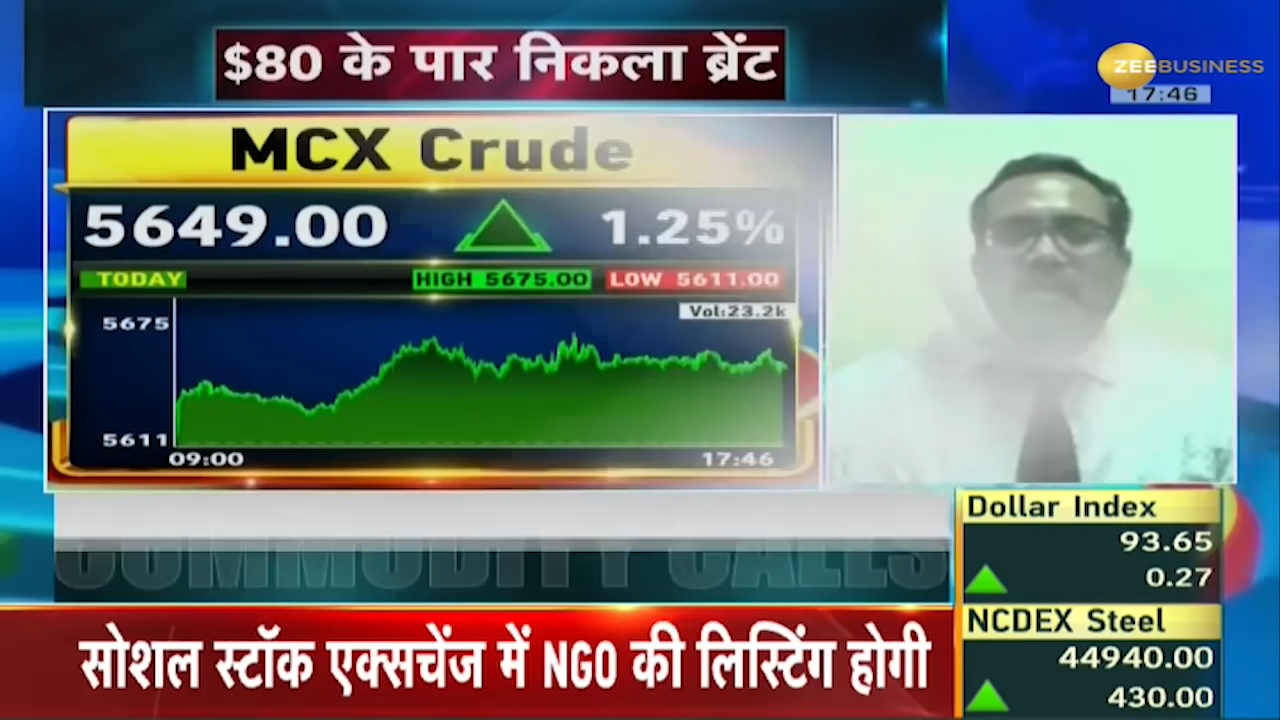 $80 के पार निकला ब्रेंट
ZEEBUSINESS
17:46
MCX Crude
5649.00 1.25%
TODAY HIGH 5675.00 LOW 5611.00
Vol:23.2k
5675
5611
09:00 17:46
COMMODITY CALLS
Dollar Index
93.65
0.27
NCDEX Steel
44940.00
430.00
सोशल स्टॉक एक्सचेंज में NGO की लिस्टिंग होगी